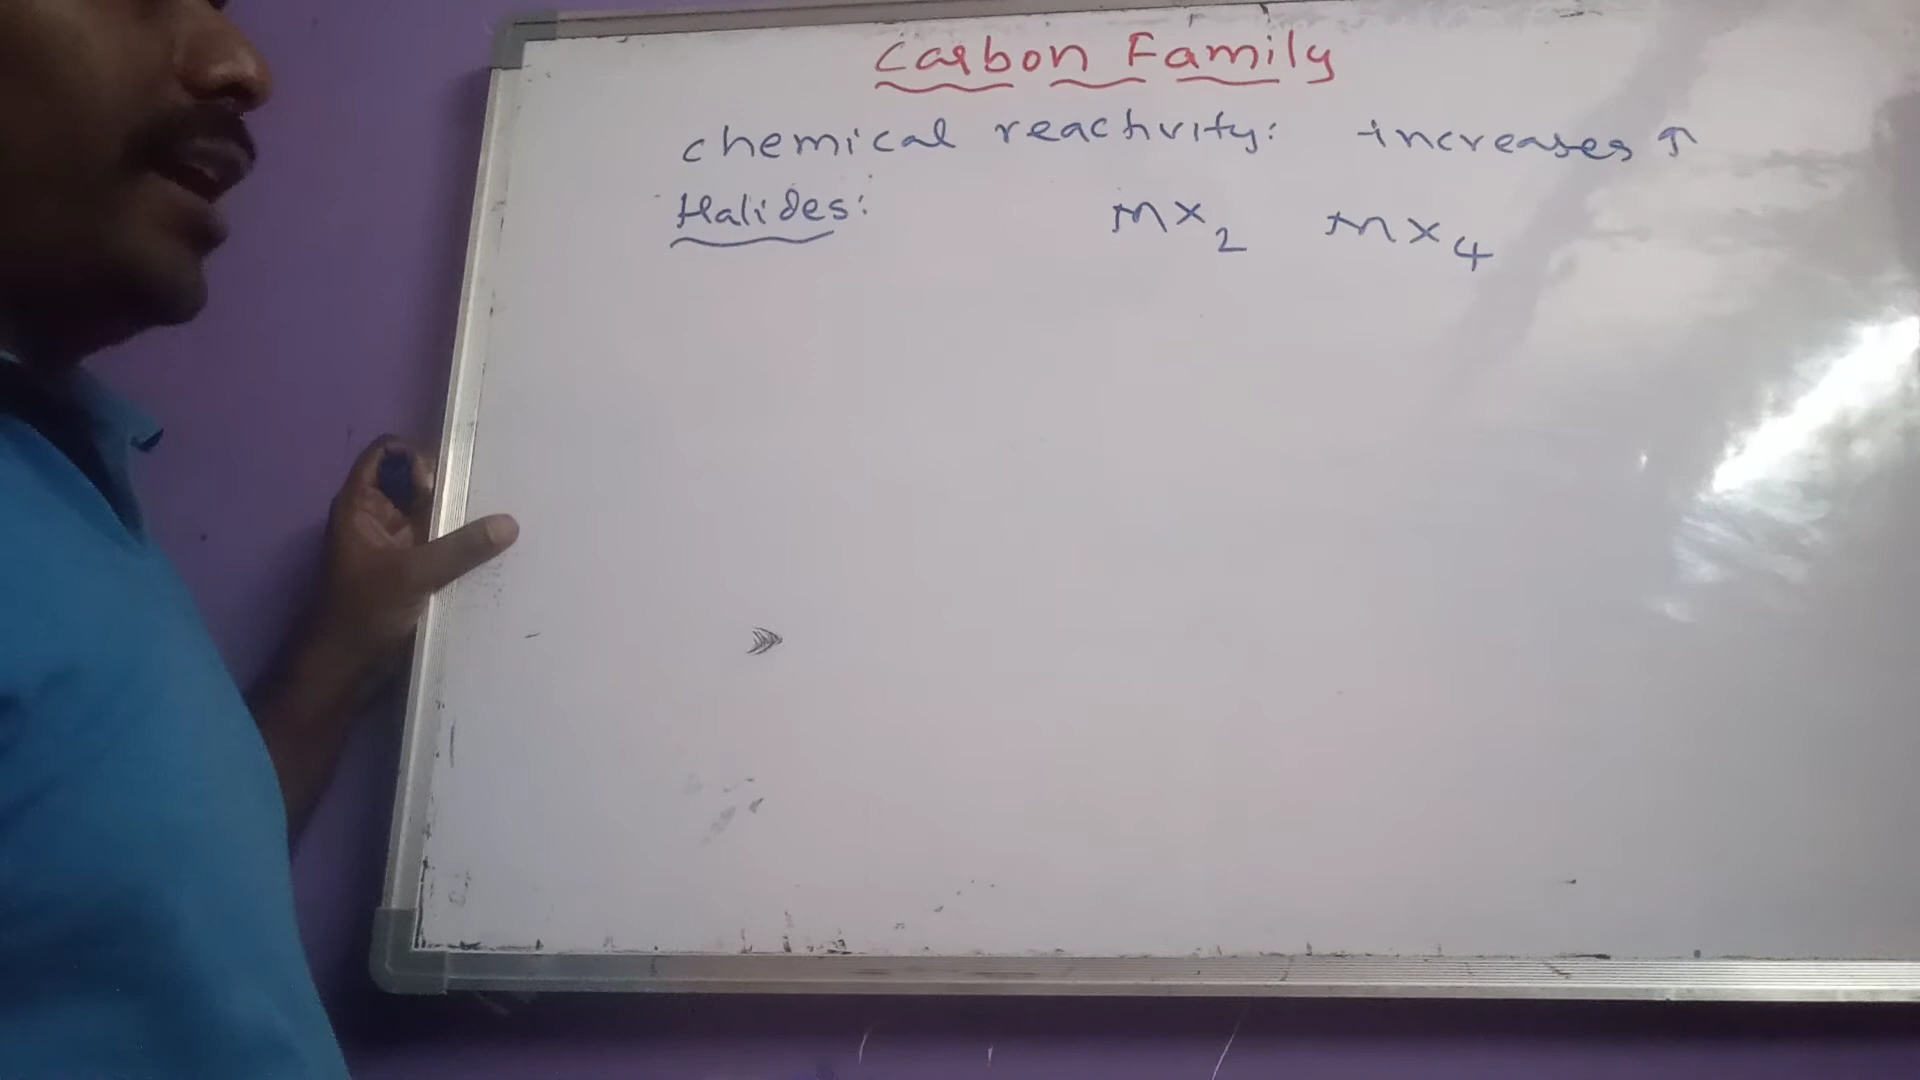 Carbon Family
chemical reactivity: increases ↑
Halides: MX₂ MX₄